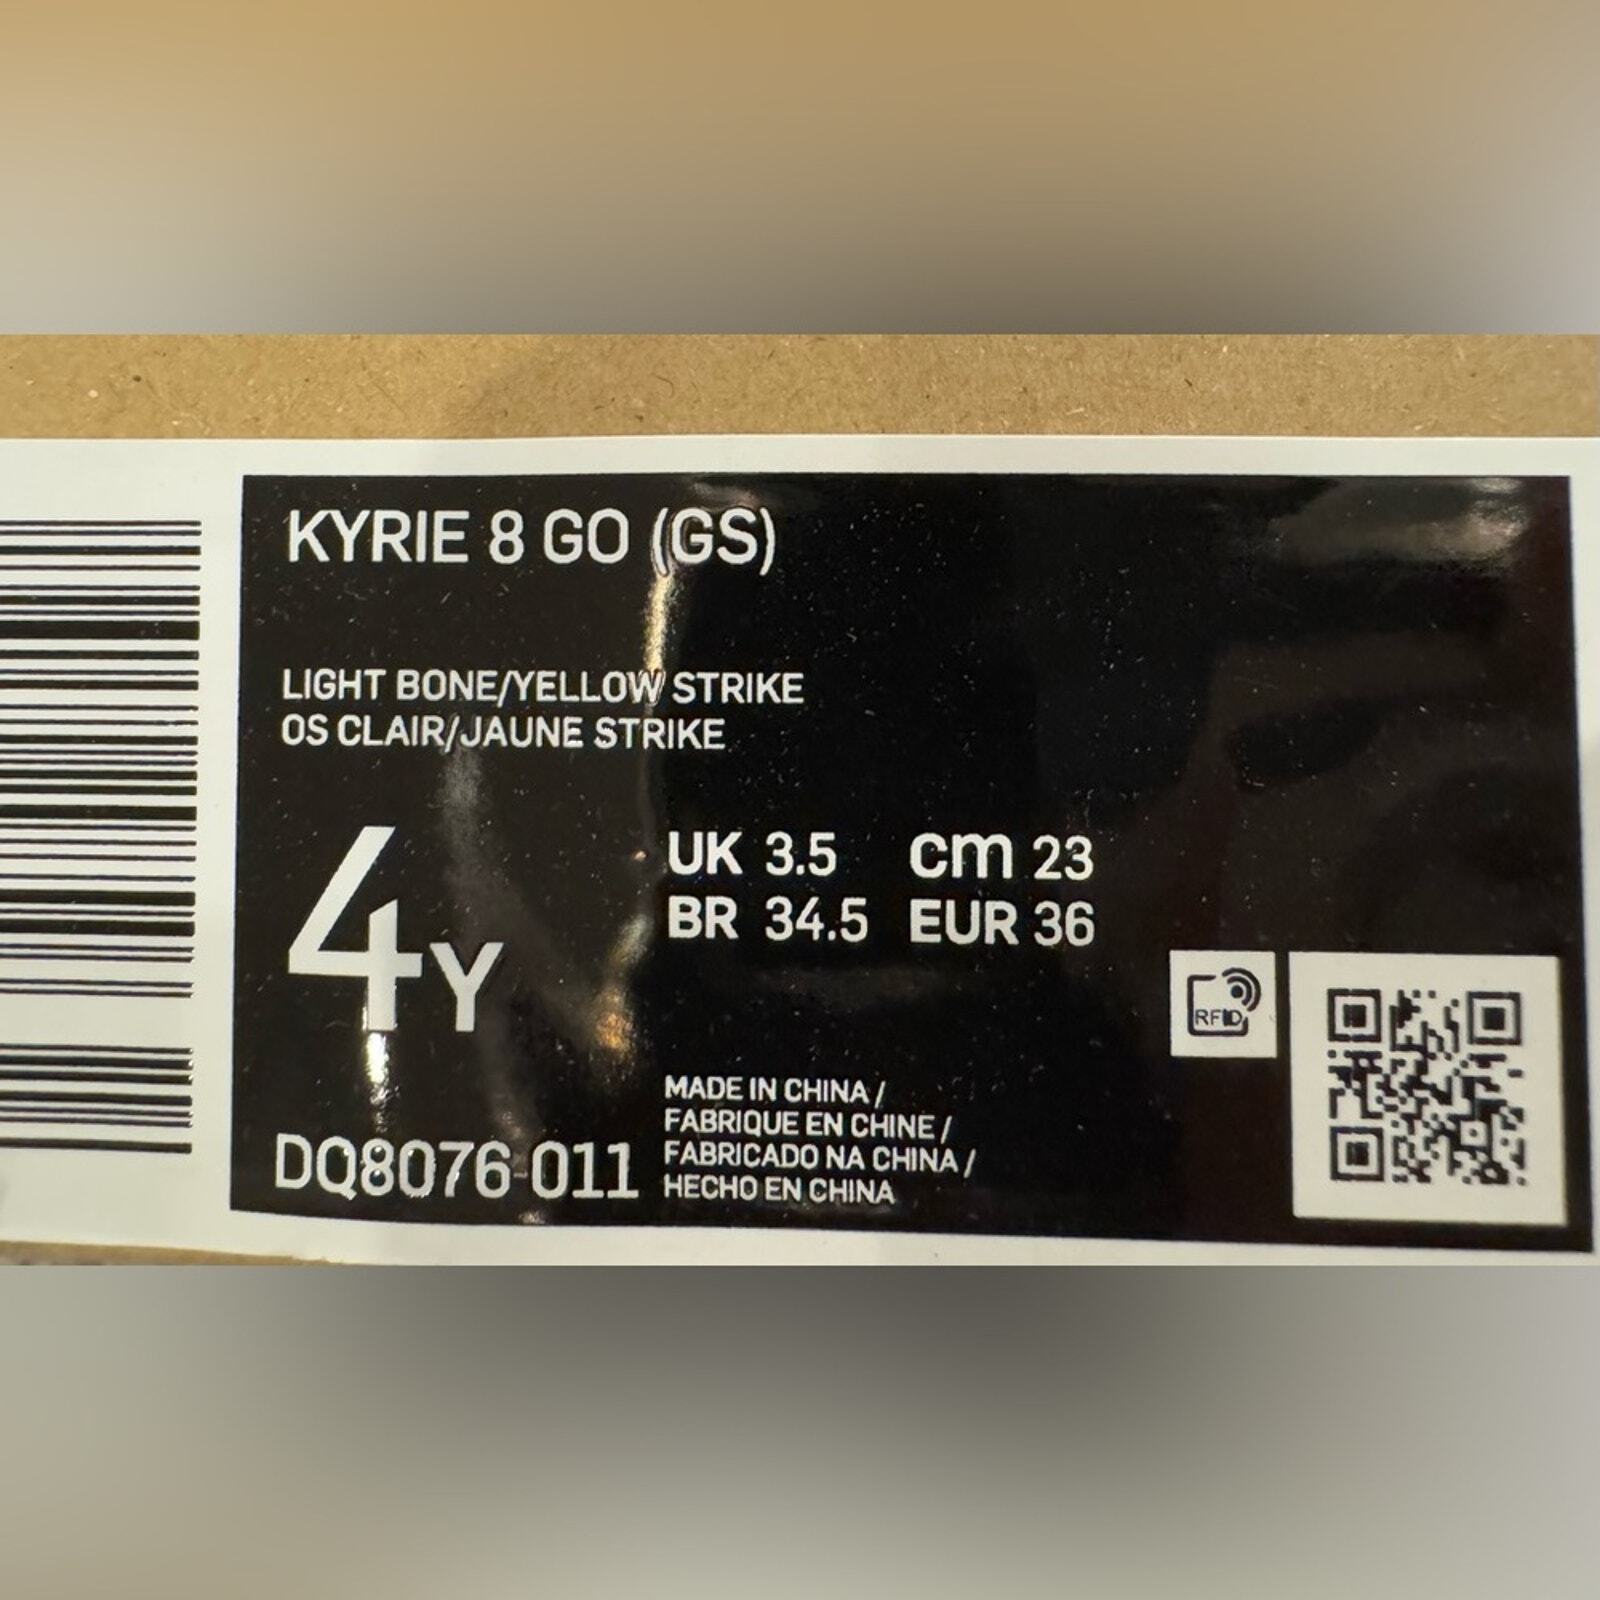 KYRIE 8 GO (GS)
LIGHT BONE/YELLOW STRIKE
OS CLAIR/JAUNE STRIKE
4Y
UK 3.5 cm 23
BR 34.5 EUR 36
RFID
DQ8076-011
MADE IN CHINA /
FABRIQUE EN CHINE /
FABRICADO NA CHINA /
HECHO EN CHINA